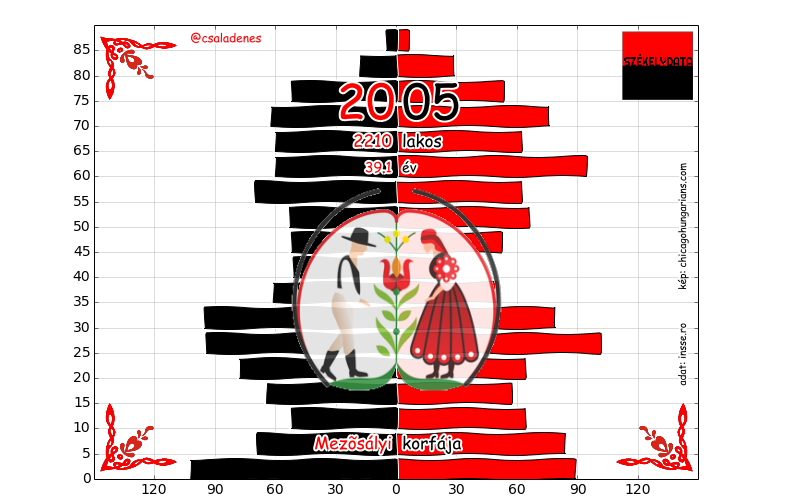 @csaladenes
SZÉKELYDATA
2005
2210 lakos
39.1 év
kép: chicagohungarians.com
adat: insse.ro
Mezősályi korfája
85
80
75
70
65
60
55
50
45
40
35
30
25
20
15
10
5
0
120 90 60 30 0 30 60 90 120